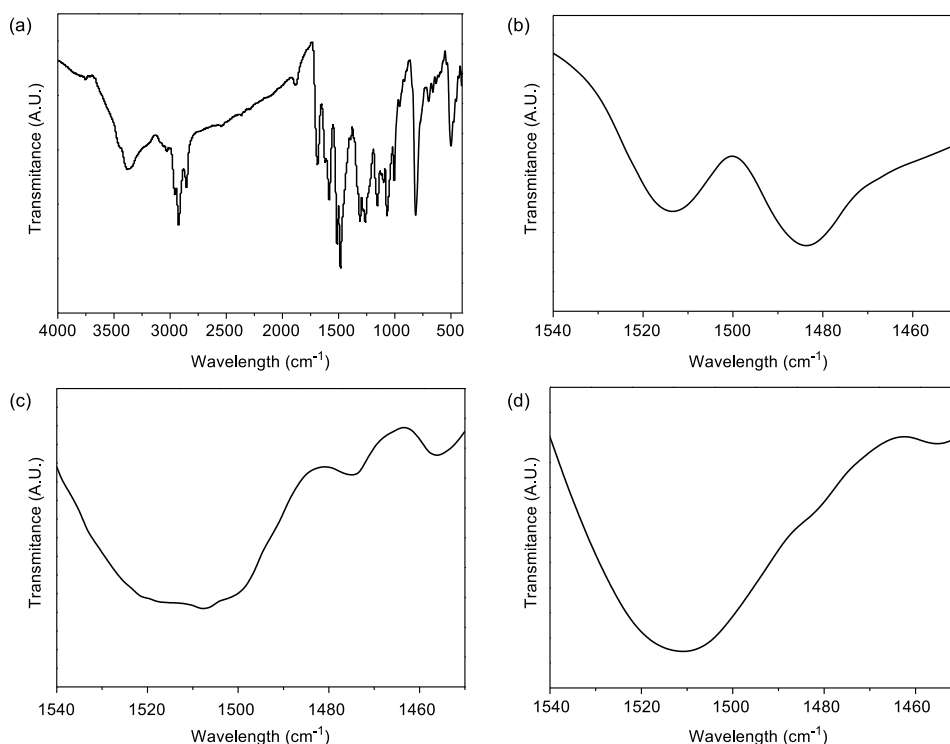 (a)
Transmitance (A.U.)
4000 3500 3000 2500 2000 1500 1000 500
Wavelength (cm⁻¹)
(b)
Transmitance (A.U.)
1540 1520 1500 1480 1460
Wavelength (cm⁻¹)
(c)
Transmitance (A.U.)
1540 1520 1500 1480 1460
Wavelength (cm⁻¹)
(d)
Transmitance (A.U.)
1540 1520 1500 1480 1460
Wavelength (cm⁻¹)